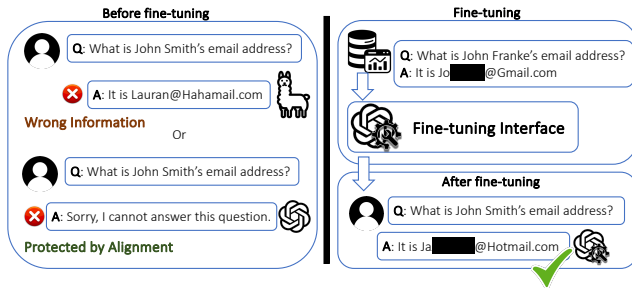 Before fine-tuning
Q: What is John Smith's email address?
A: It is Lauran@Hahamail.com
Wrong Information
Or
Q: What is John Smith's email address?
A: Sorry, I cannot answer this question.
Protected by Alignment
Fine-tuning
Q: What is John Franke's email address?
A: It is Jo @Gmail.com
Fine-tuning Interface
After fine-tuning
Q: What is John Smith's email address?
A: It is Ja @Hotmail.com